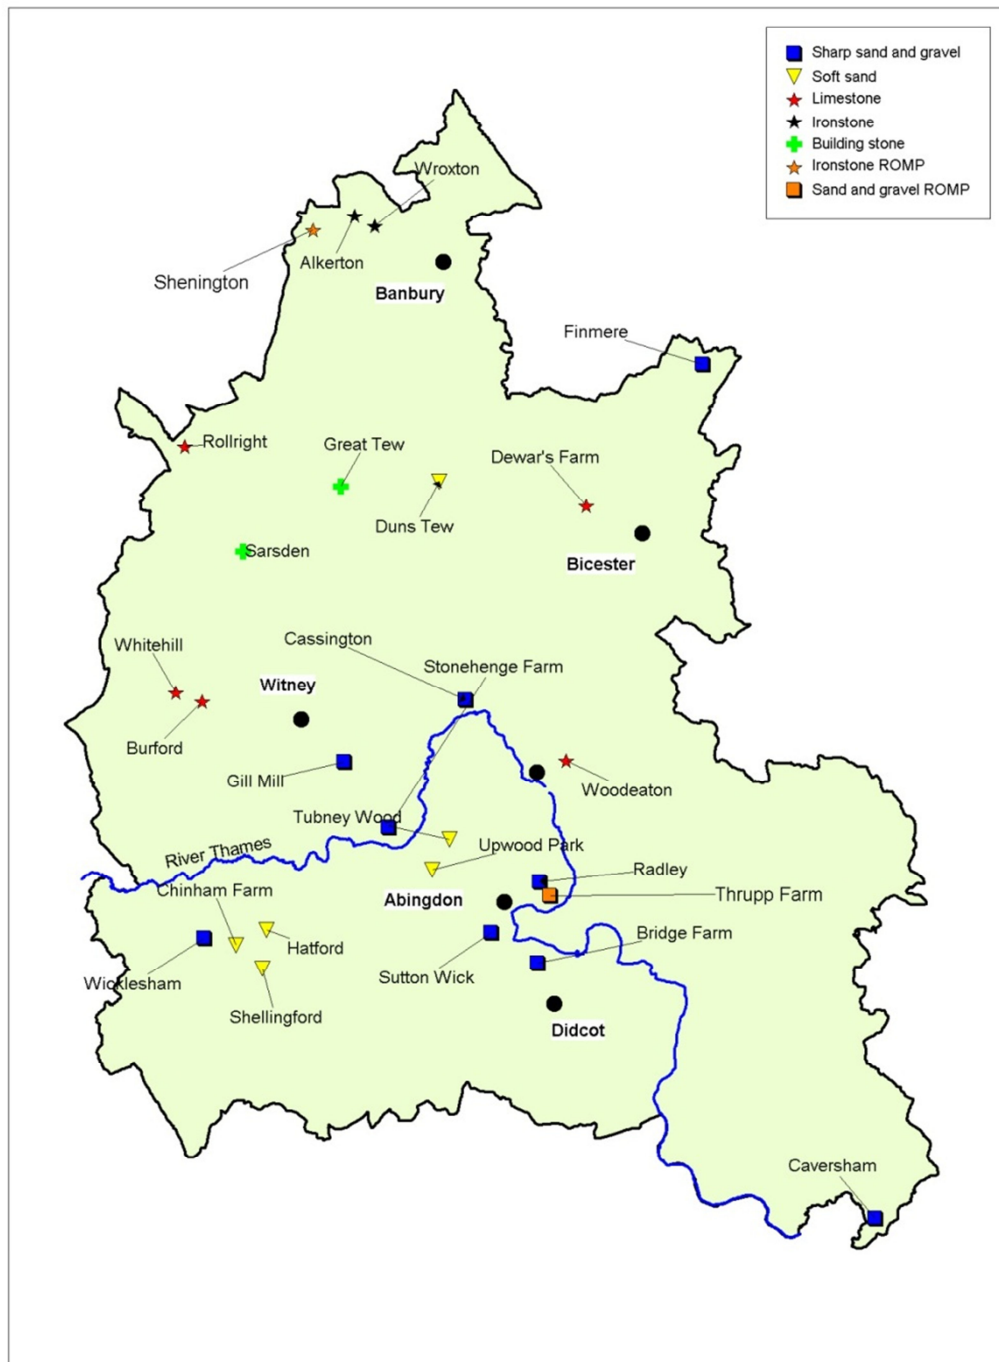 Sharp sand and gravel
Soft sand
Limestone
Ironstone
Building stone
Ironstone ROMP
Sand and gravel ROMP
Wroxton
Alkerton
Shenington
Banbury
Finmere
Rollright
Great Tew
Dewar's Farm
Duns Tew
Sarsden
Bicester
Cassington
Whitehill
Stonehenge Farm
Witney
Burford
Gill Mill
Woodeaton
Tubney Wood
Upwood Park
River Thames
Radley
Chinham Farm
Abingdon
Thrupp Farm
Bridge Farm
Hatford
Sutton Wick
Wicklesham
Shellingford
Didcot
Caversham